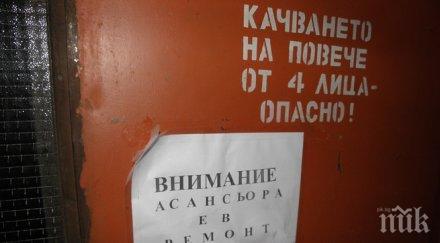 КАЧВАНЕТО
НА ПОВЕЧЕ
ОТ 4 ЛИЦА-
ОПАСНО!
ВНИМАНИЕ
АСАНСЬОРА
Е В
РЕМОНТ
пик